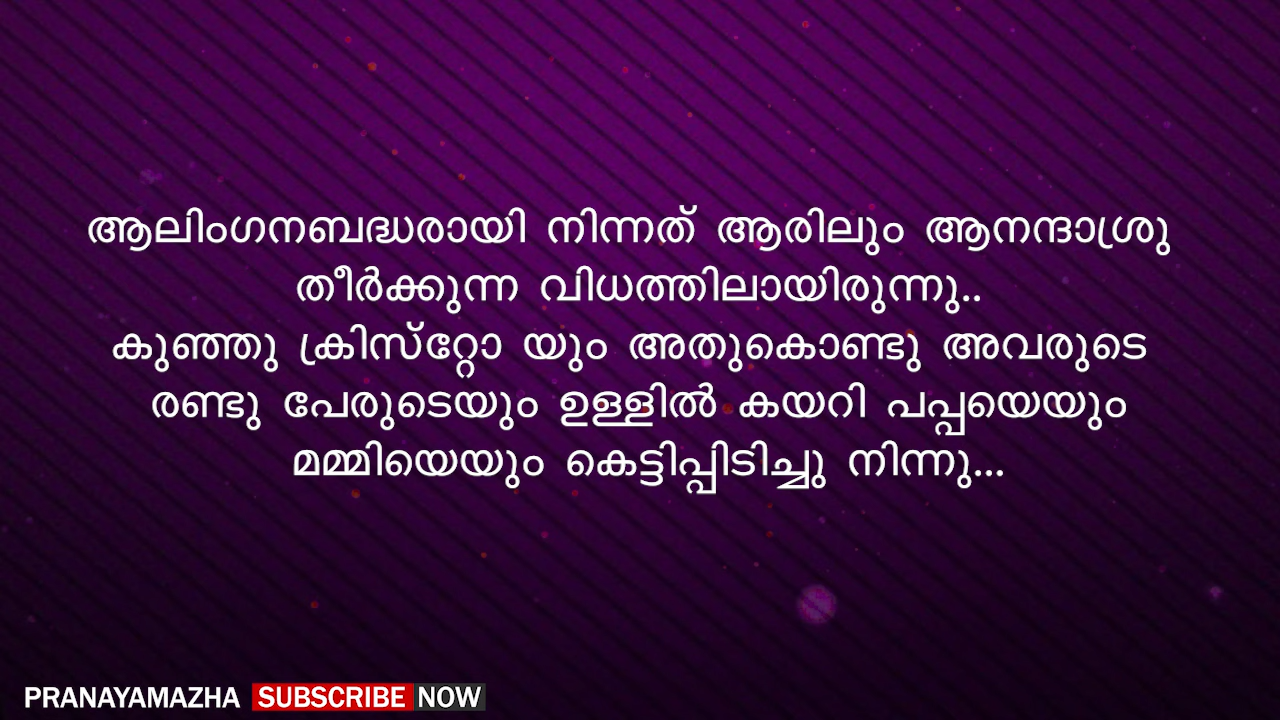 ആലിംഗനബദ്ധരായി നിന്നത് ആരിലും ആനന്ദാശ്രു
തീർക്കുന്ന വിധത്തിലായിരുന്നു..
കുഞ്ഞു ക്രിസ്റ്റോ യും അതുകൊണ്ടു അവരുടെ
രണ്ടു പേരുടെയും ഉള്ളിൽ കയറി പപ്പയെയും
മമ്മിയെയും കെട്ടിപ്പിടിച്ചു നിന്നു...
PRANAYAMAZHA SUBSCRIBE NOW